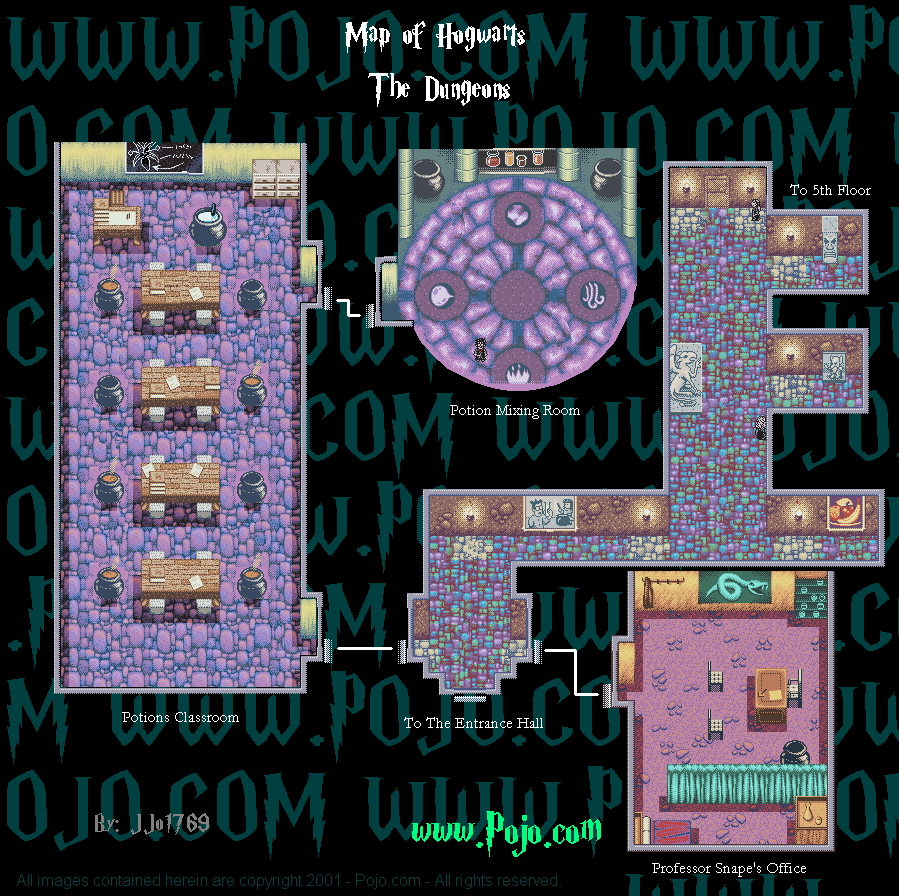 Map of Hogwarts
The Dungeons
To 5th Floor
Potion Mixing Room
Potions Classroom
To The Entrance Hall
By: JJo1769
www.Pojo.com
Professor Snape's Office
All images contained herein are copyright 2001 - Pojo.com - All rights reserved.